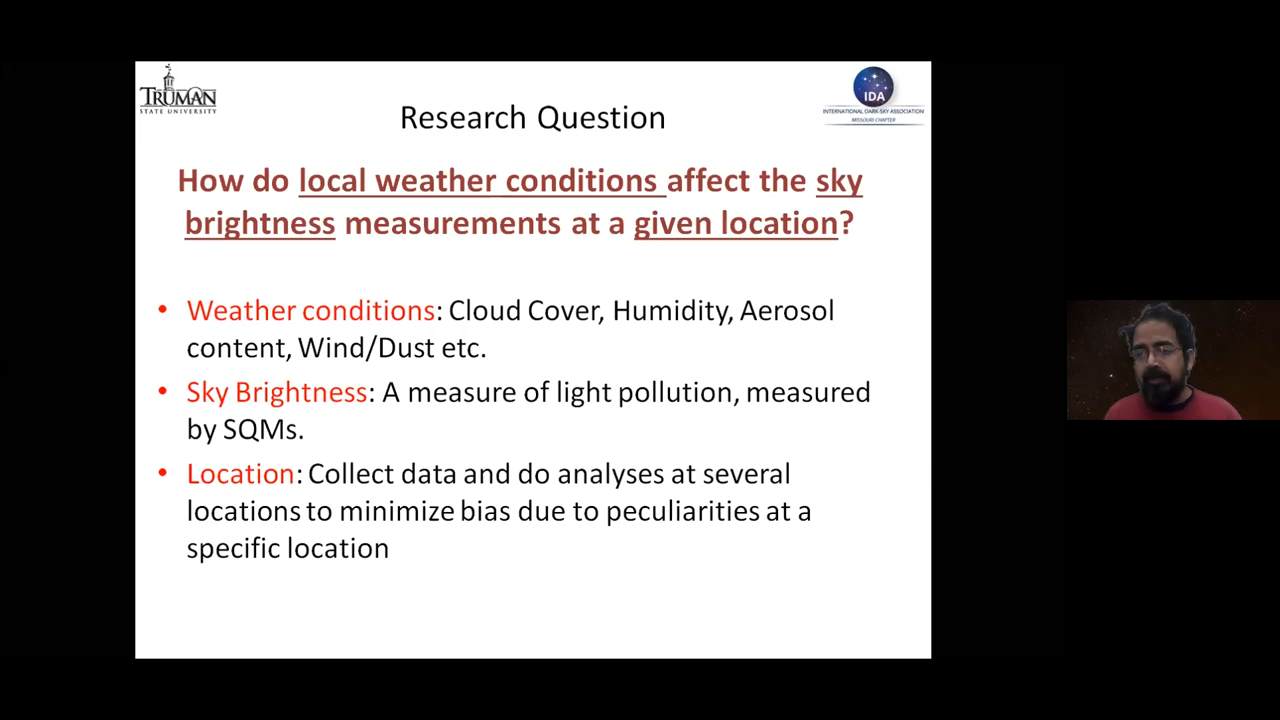 TRUMAN
STATE UNIVERSITY
IDA
INTERNATIONAL DARK-SKY ASSOCIATION
MISSOURI CHAPTER
Research Question
How do local weather conditions affect the sky
brightness measurements at a given location?
• Weather conditions: Cloud Cover, Humidity, Aerosol
content, Wind/Dust etc.
• Sky Brightness: A measure of light pollution, measured
by SQMs.
• Location: Collect data and do analyses at several
locations to minimize bias due to peculiarities at a
specific location